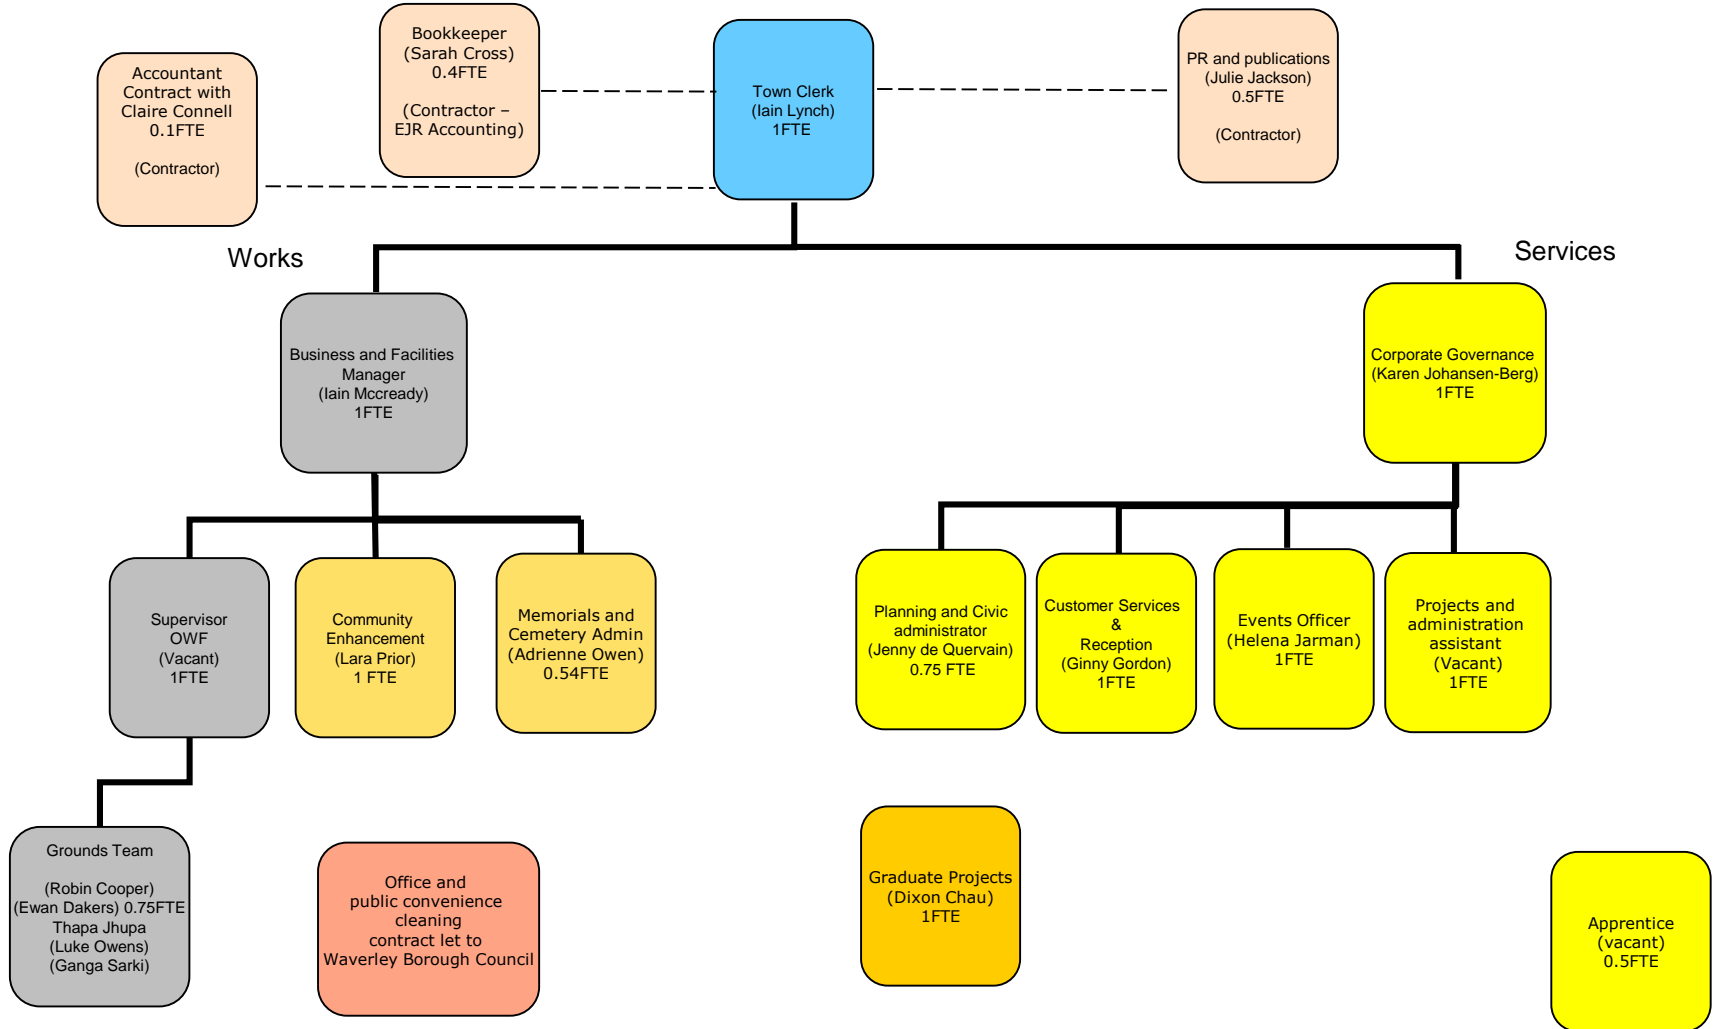 Accountant
Contract with
Claire Connell
0.1FTE
(Contractor)
Bookkeeper
(Sarah Cross)
0.4FTE
(Contractor –
EJR Accounting)
Town Clerk
(Iain Lynch)
1FTE
PR and publications
(Julie Jackson)
0.5FTE
(Contractor)
Works
Services
Business and Facilities
Manager
(Iain Mccready)
1FTE
Corporate Governance
(Karen Johansen-Berg)
1FTE
Supervisor
OWF
(Vacant)
1FTE
Community
Enhancement
(Lara Prior)
1 FTE
Memorials and
Cemetery Admin
(Adrienne Owen)
0.54FTE
Planning and Civic
administrator
(Jenny de Quervain)
0.75 FTE
Customer Services
&
Reception
(Ginny Gordon)
1FTE
Events Officer
(Helena Jarman)
1FTE
Projects and
administration
assistant
(Vacant)
1FTE
Grounds Team
(Robin Cooper)
(Ewan Dakers) 0.75FTE
Thapa Jhupa
(Luke Owens)
(Ganga Sarki)
Office and
public convenience
cleaning
contract let to
Waverley Borough Council
Graduate Projects
(Dixon Chau)
1FTE
Apprentice
(vacant)
0.5FTE